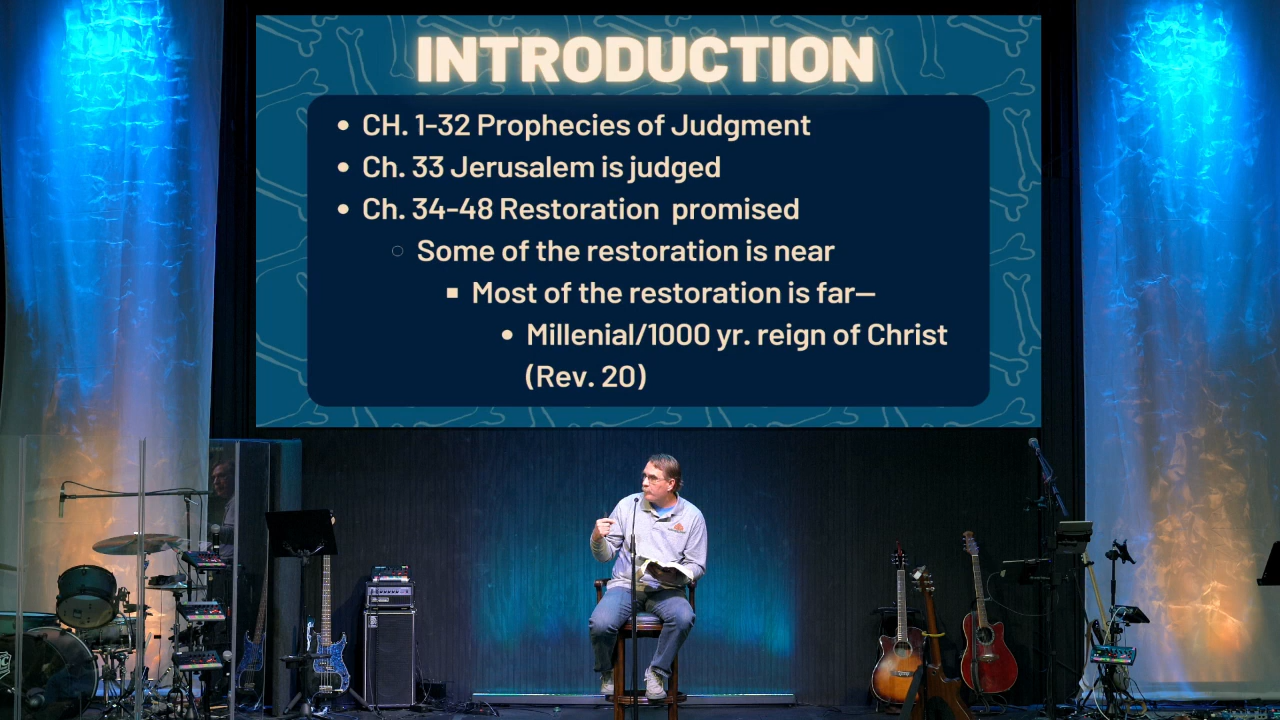 INTRODUCTION
• CH. 1-32 Prophecies of Judgment
• Ch. 33 Jerusalem is judged
• Ch. 34-48 Restoration promised
○ Some of the restoration is near
▪ Most of the restoration is far—
• Millenial/1000 yr. reign of Christ
(Rev. 20)